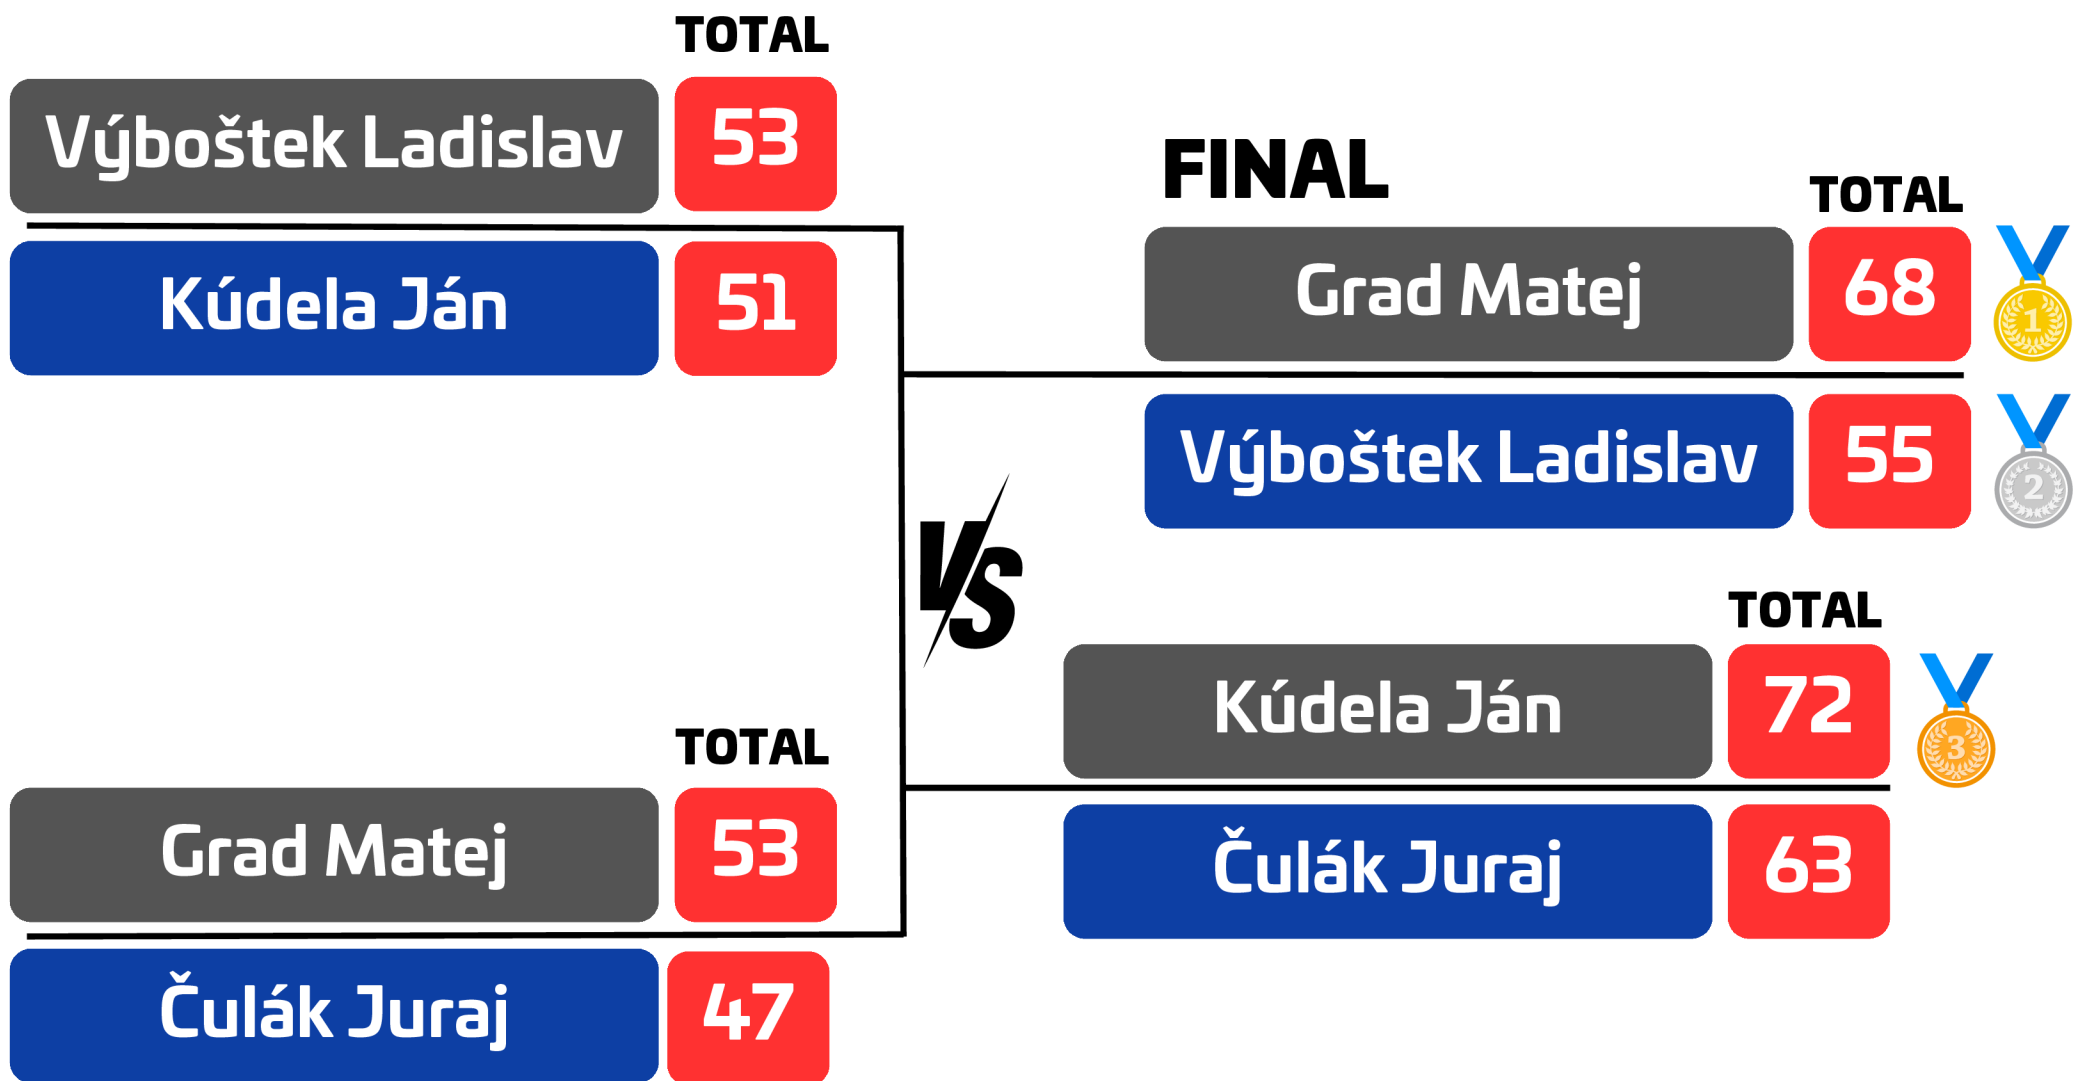 TOTAL
Výboštek Ladislav 53
Kúdela Ján 51
FINAL
TOTAL
Grad Matej 68
1
Výboštek Ladislav 55
2
VS
TOTAL
Kúdela Ján 72
3
Čulák Juraj 63
TOTAL
Grad Matej 53
Čulák Juraj 47